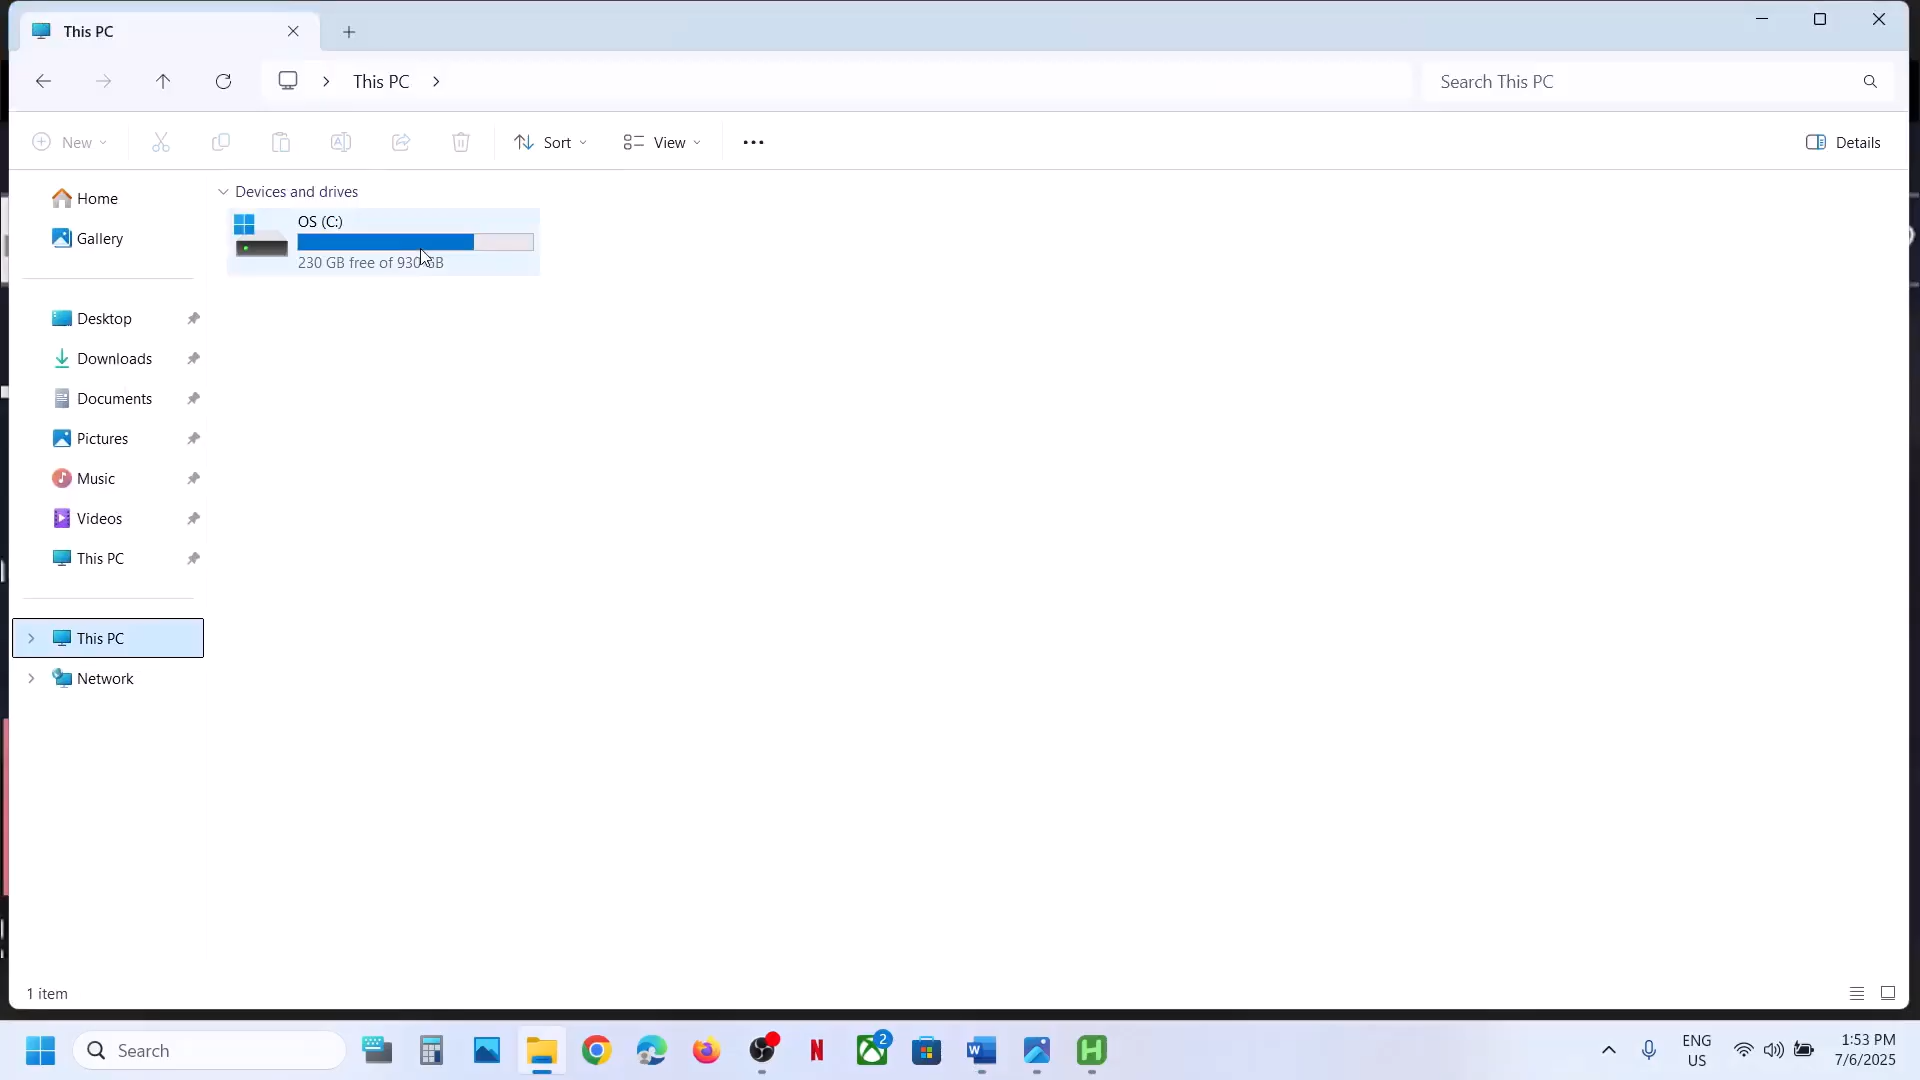 This PC
This PC
Search This PC
New
Sort
View
Details
Home
Gallery
Desktop
Downloads
Documents
Pictures
Music
Videos
This PC
This PC
Network
Devices and drives
OS (C:)
230 GB free of 930 GB
1 item
Search
2
ENG
US
1:53 PM
7/6/2025